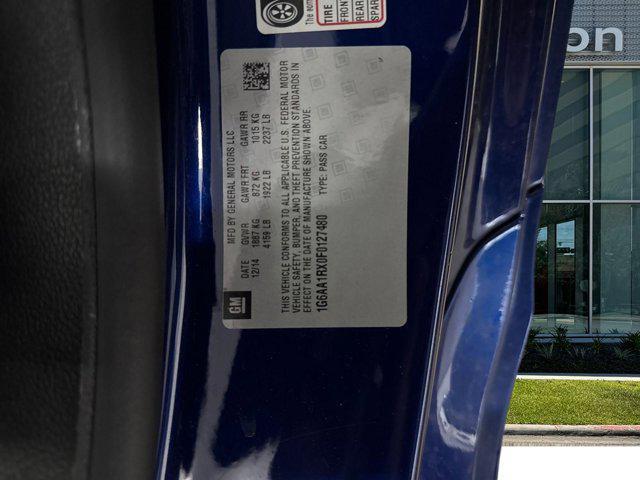 The
TIRE
FRONT
REAR
SPARE
on
MFD BY GENERAL MOTORS LLC
DATE GVWR GAWR FRT GAWR RR
12/14 1887 KG 872 KG 1015 KG
4159 LB 1922 LB 2237 LB
GM
THIS VEHICLE CONFORMS TO ALL APPLICABLE U.S. FEDERAL MOTOR
VEHICLE SAFETY, BUMPER, AND THEFT PREVENTION STANDARDS IN
EFFECT ON THE DATE OF MANUFACTURE SHOWN ABOVE.
1G6AA1RX0F0127480 TYPE: PASS CAR